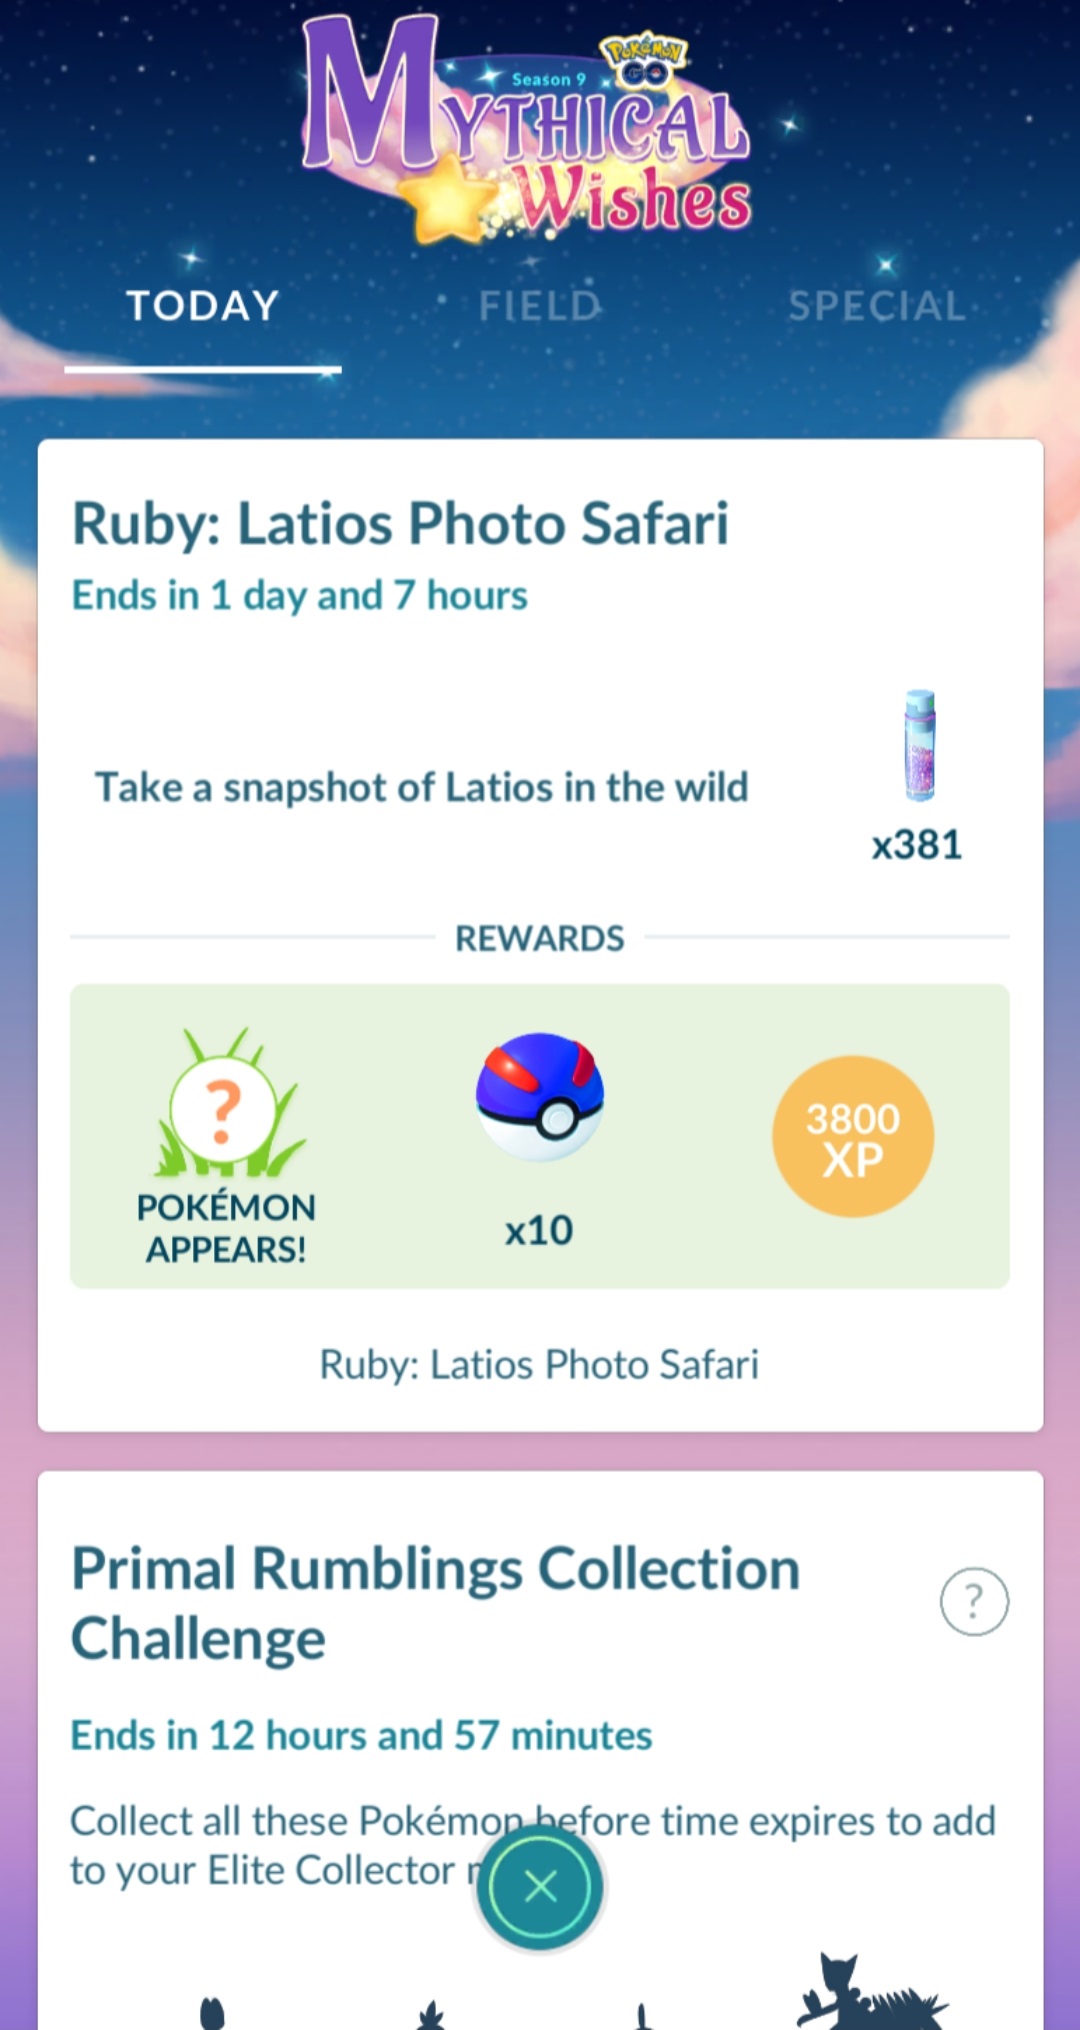 Pokémon
GO
Season 9
Mythical
Wishes
TODAY
FIELD
SPECIAL
Ruby: Latios Photo Safari
Ends in 1 day and 7 hours
Take a snapshot of Latios in the wild
x381
REWARDS
?
POKÉMON
APPEARS!
x10
3800
XP
Ruby: Latios Photo Safari
Primal Rumblings Collection
Challenge
?
Ends in 12 hours and 57 minutes
Collect all these Pokémon before time expires to add
to your Elite Collector